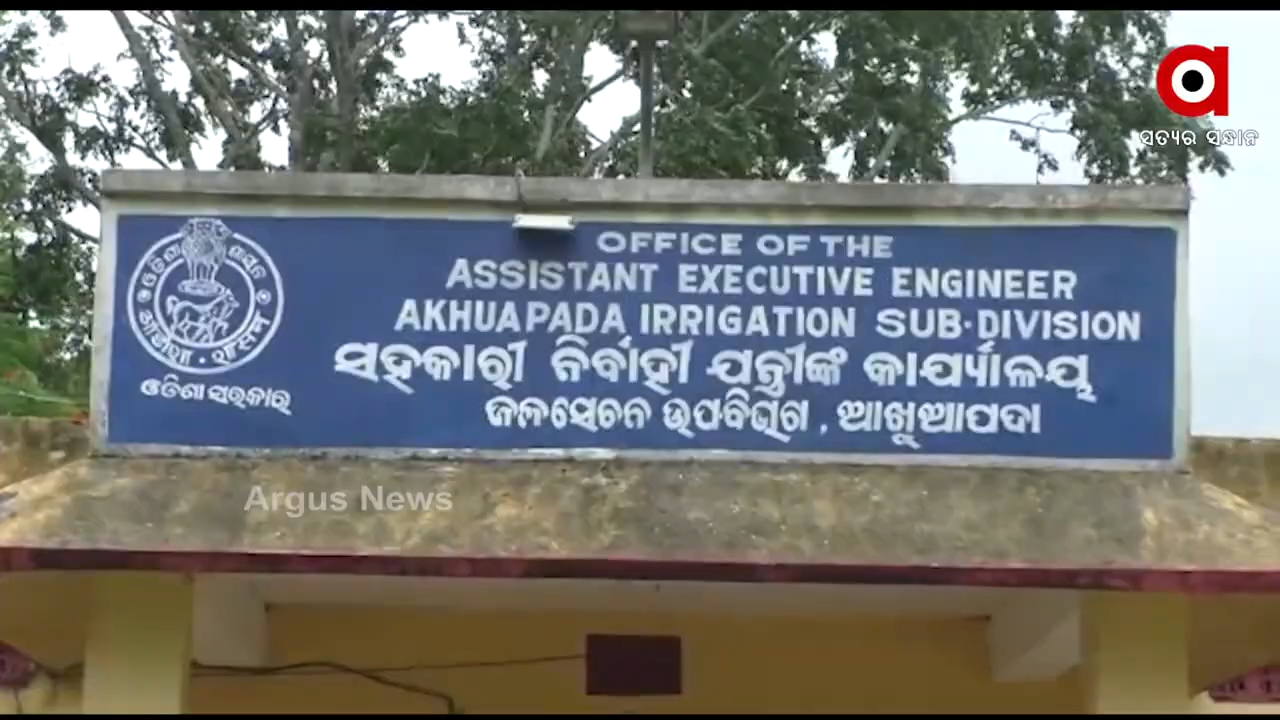 ସତ୍ୟର ସନ୍ଧାନ
OFFICE OF THE
ASSISTANT EXECUTIVE ENGINEER
AKHUAPADA IRRIGATION SUB-DIVISION
ସହକାରୀ ନିର୍ବାହୀ ଯନ୍ତ୍ରୀଙ୍କ କାର୍ଯ୍ୟାଳୟ
ଜଳସେଚନ ଉପବିଭାଗ , ଆଖୁଆପଦା
ଓଡିଶା ସରକାର
Argus News